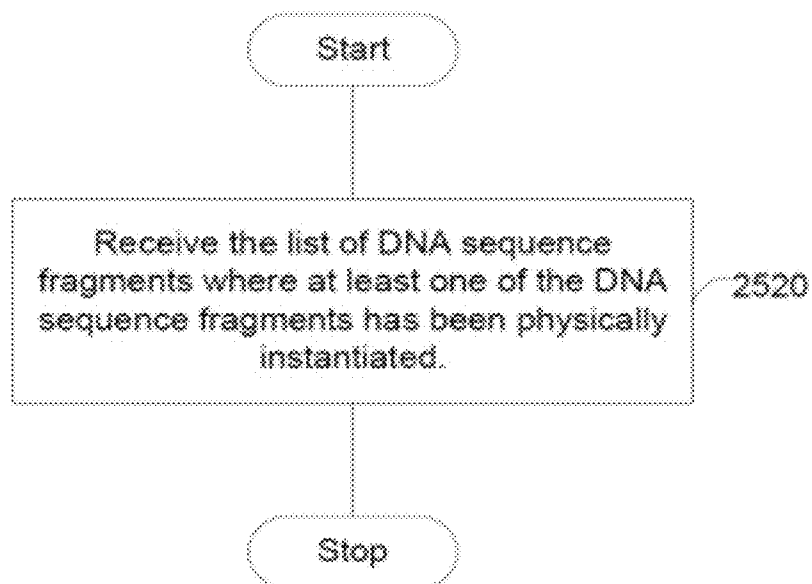 Start
Receive the list of DNA sequence
fragments where at least one of the DNA
sequence fragments has been physically
instantiated.
2520
Stop